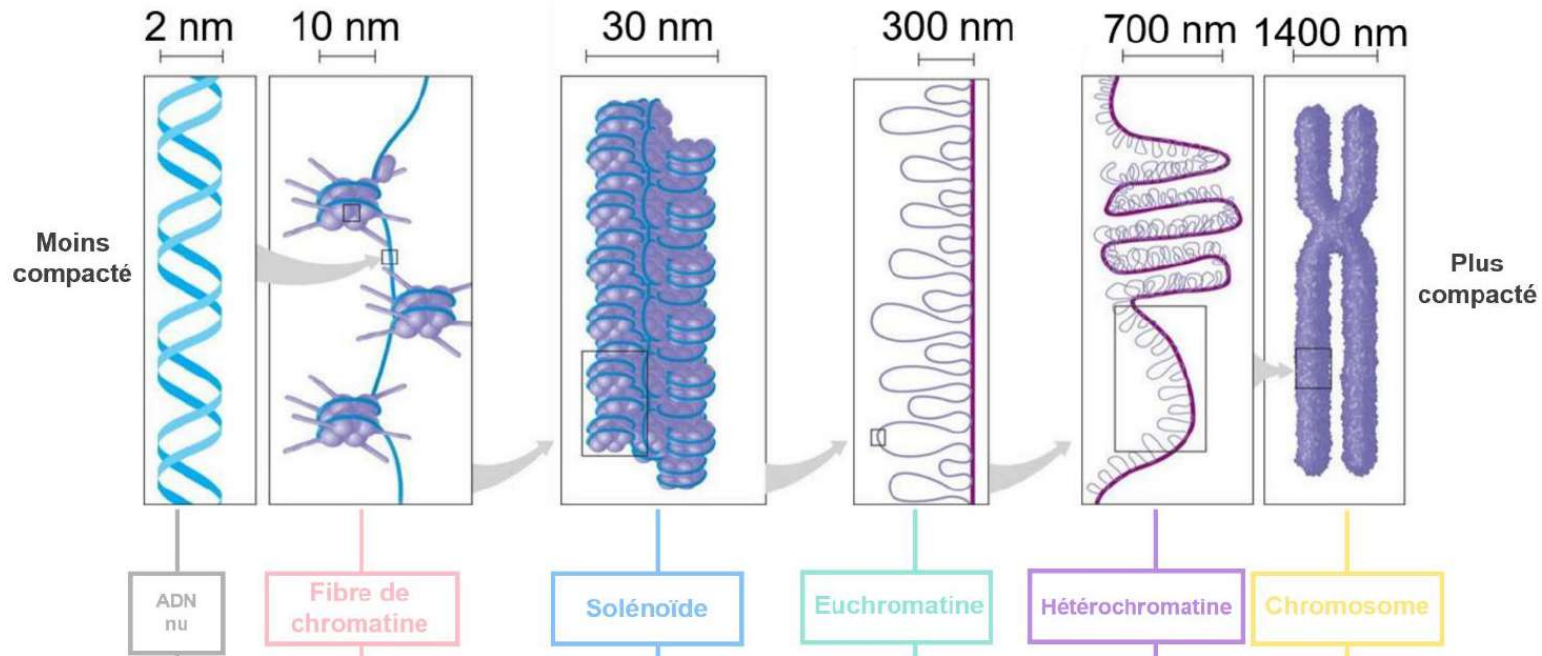 2 nm
10 nm
30 nm
300 nm
700 nm
1400 nm
Moins
compacté
Plus
compacté
ADN
nu
Fibre de
chromatine
Solénoïde
Euchromatine
Hétérochromatine
Chromosome